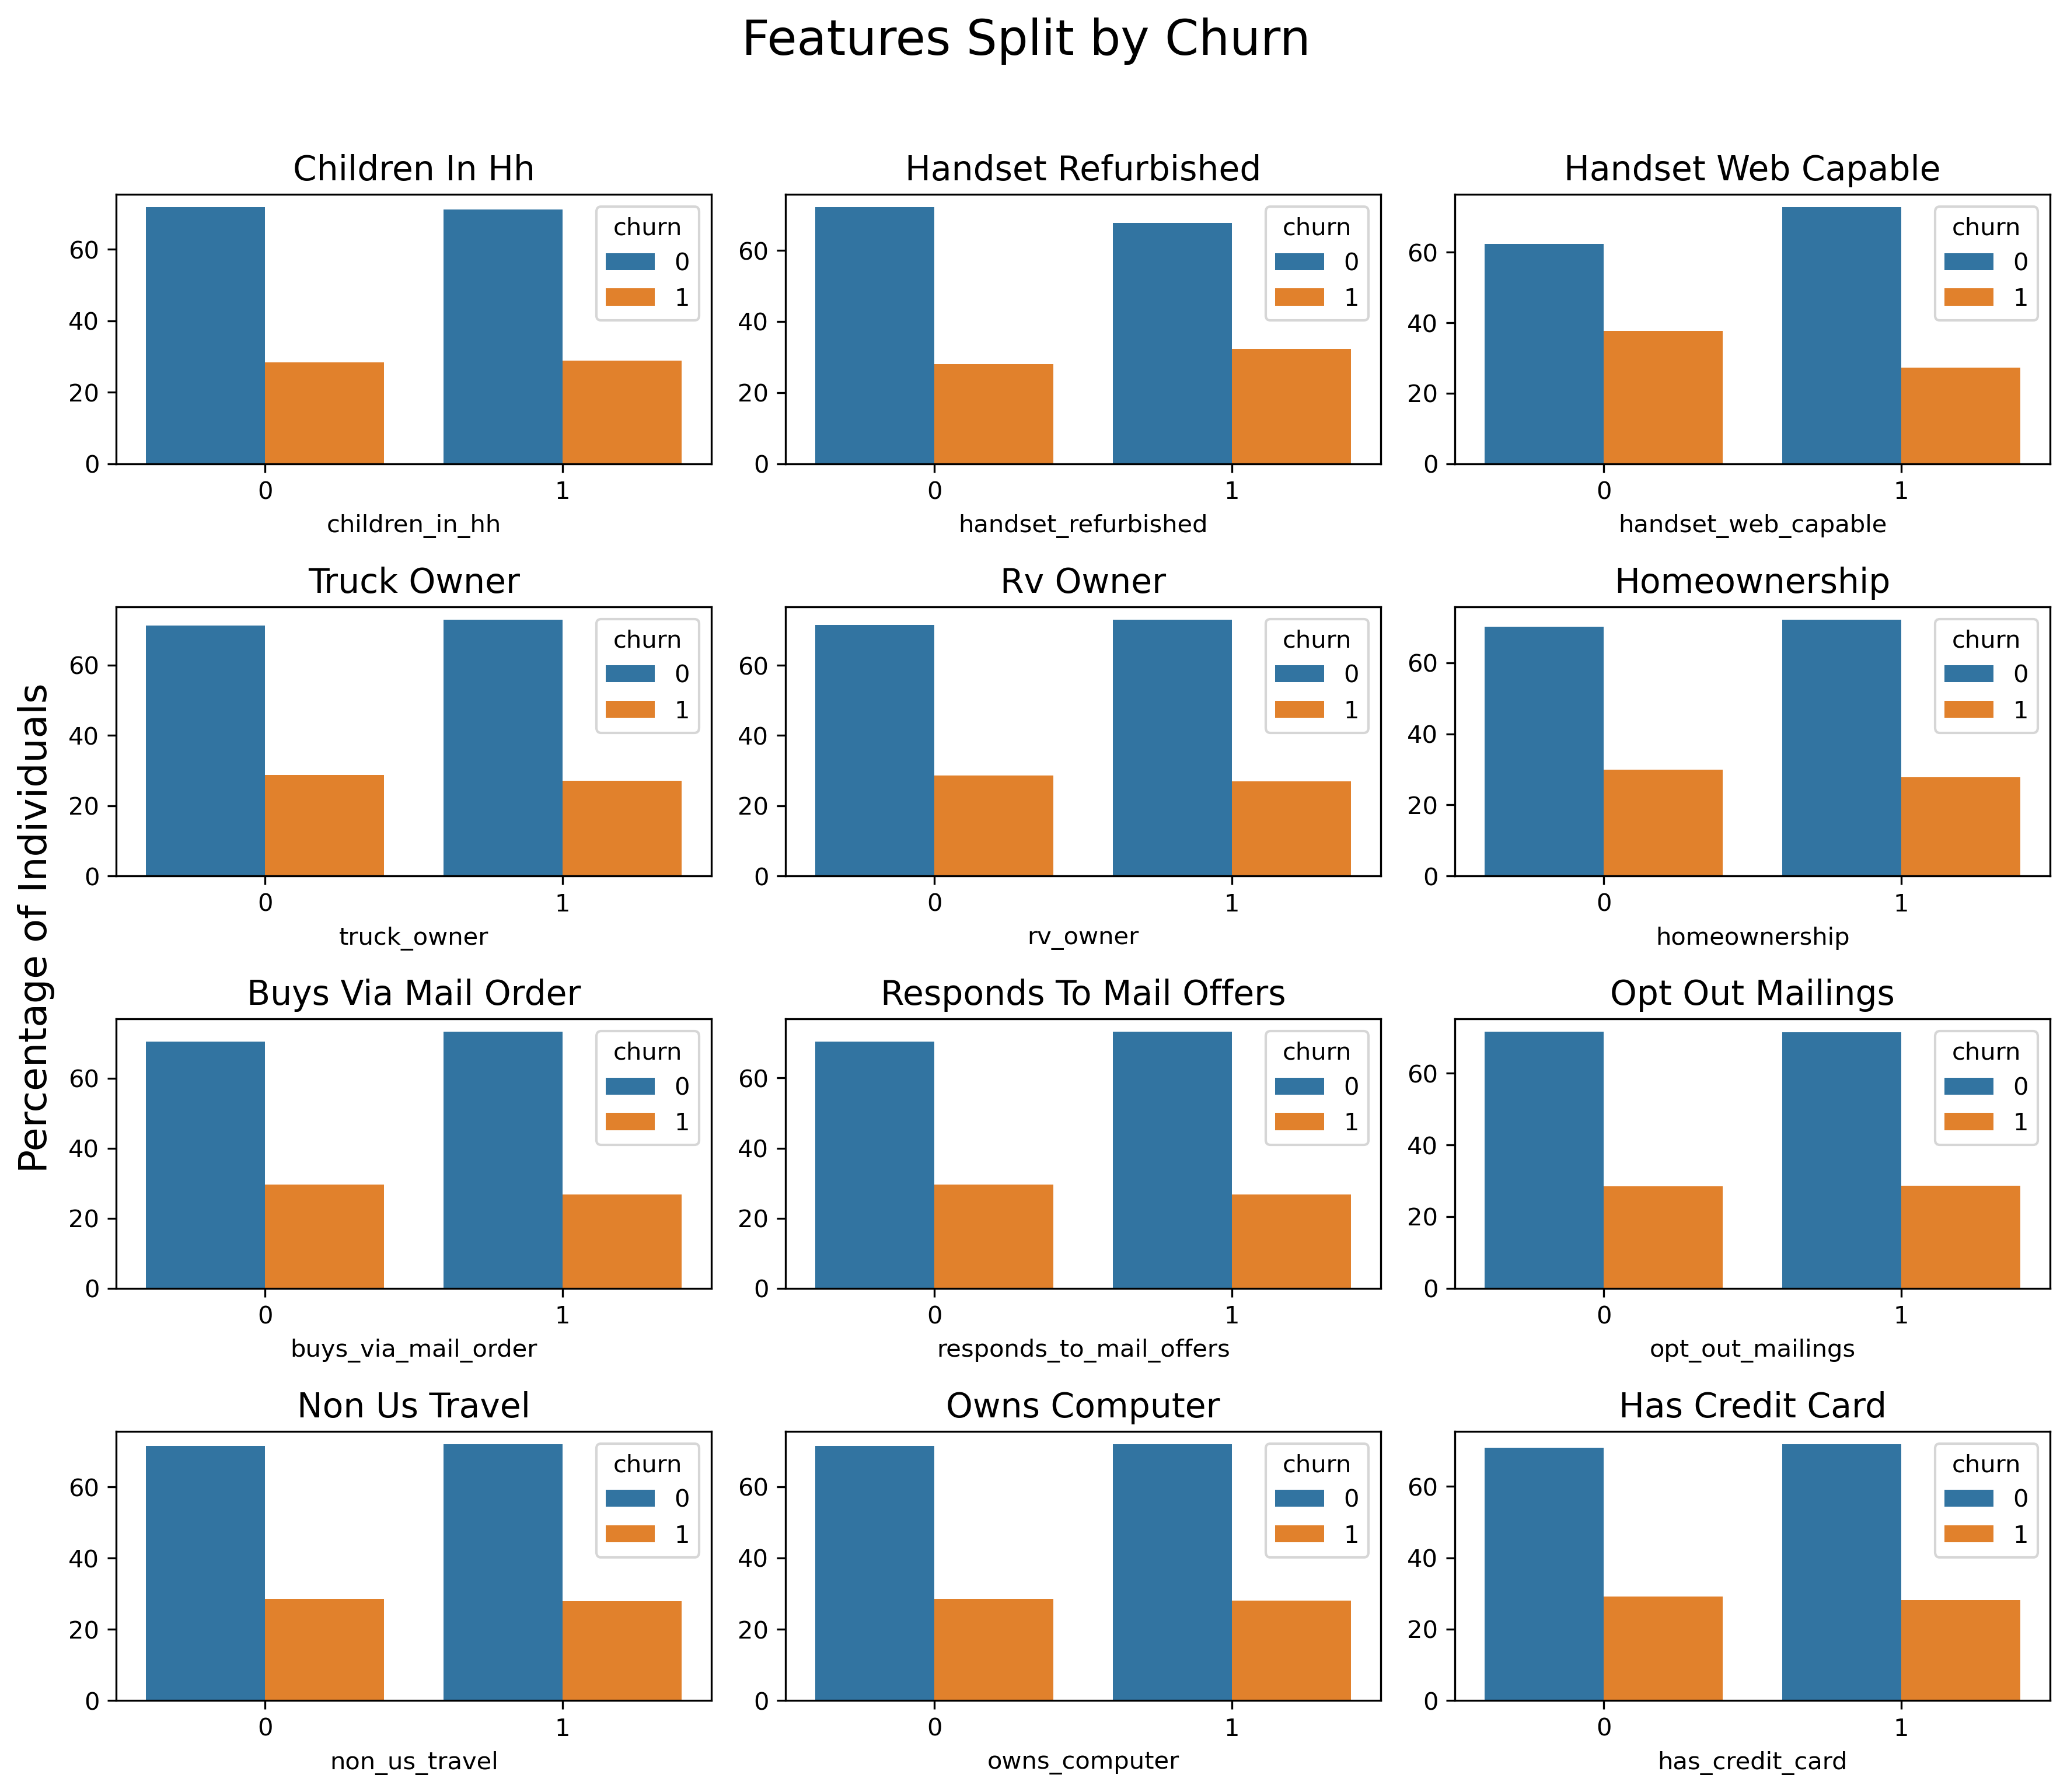 Features Split by Churn
Percentage of Individuals
Children In Hh
churn
0
1
60
40
20
0
0 1
children_in_hh
Handset Refurbished
churn
0
1
60
40
20
0
0 1
handset_refurbished
Handset Web Capable
churn
0
1
60
40
20
0
0 1
handset_web_capable
Truck Owner
churn
0
1
60
40
20
0
0 1
truck_owner
Rv Owner
churn
0
1
60
40
20
0
0 1
rv_owner
Homeownership
churn
0
1
60
40
20
0
0 1
homeownership
Buys Via Mail Order
churn
0
1
60
40
20
0
0 1
buys_via_mail_order
Responds To Mail Offers
churn
0
1
60
40
20
0
0 1
responds_to_mail_offers
Opt Out Mailings
churn
0
1
60
40
20
0
0 1
opt_out_mailings
Non Us Travel
churn
0
1
60
40
20
0
0 1
non_us_travel
Owns Computer
churn
0
1
60
40
20
0
0 1
owns_computer
Has Credit Card
churn
0
1
60
40
20
0
0 1
has_credit_card